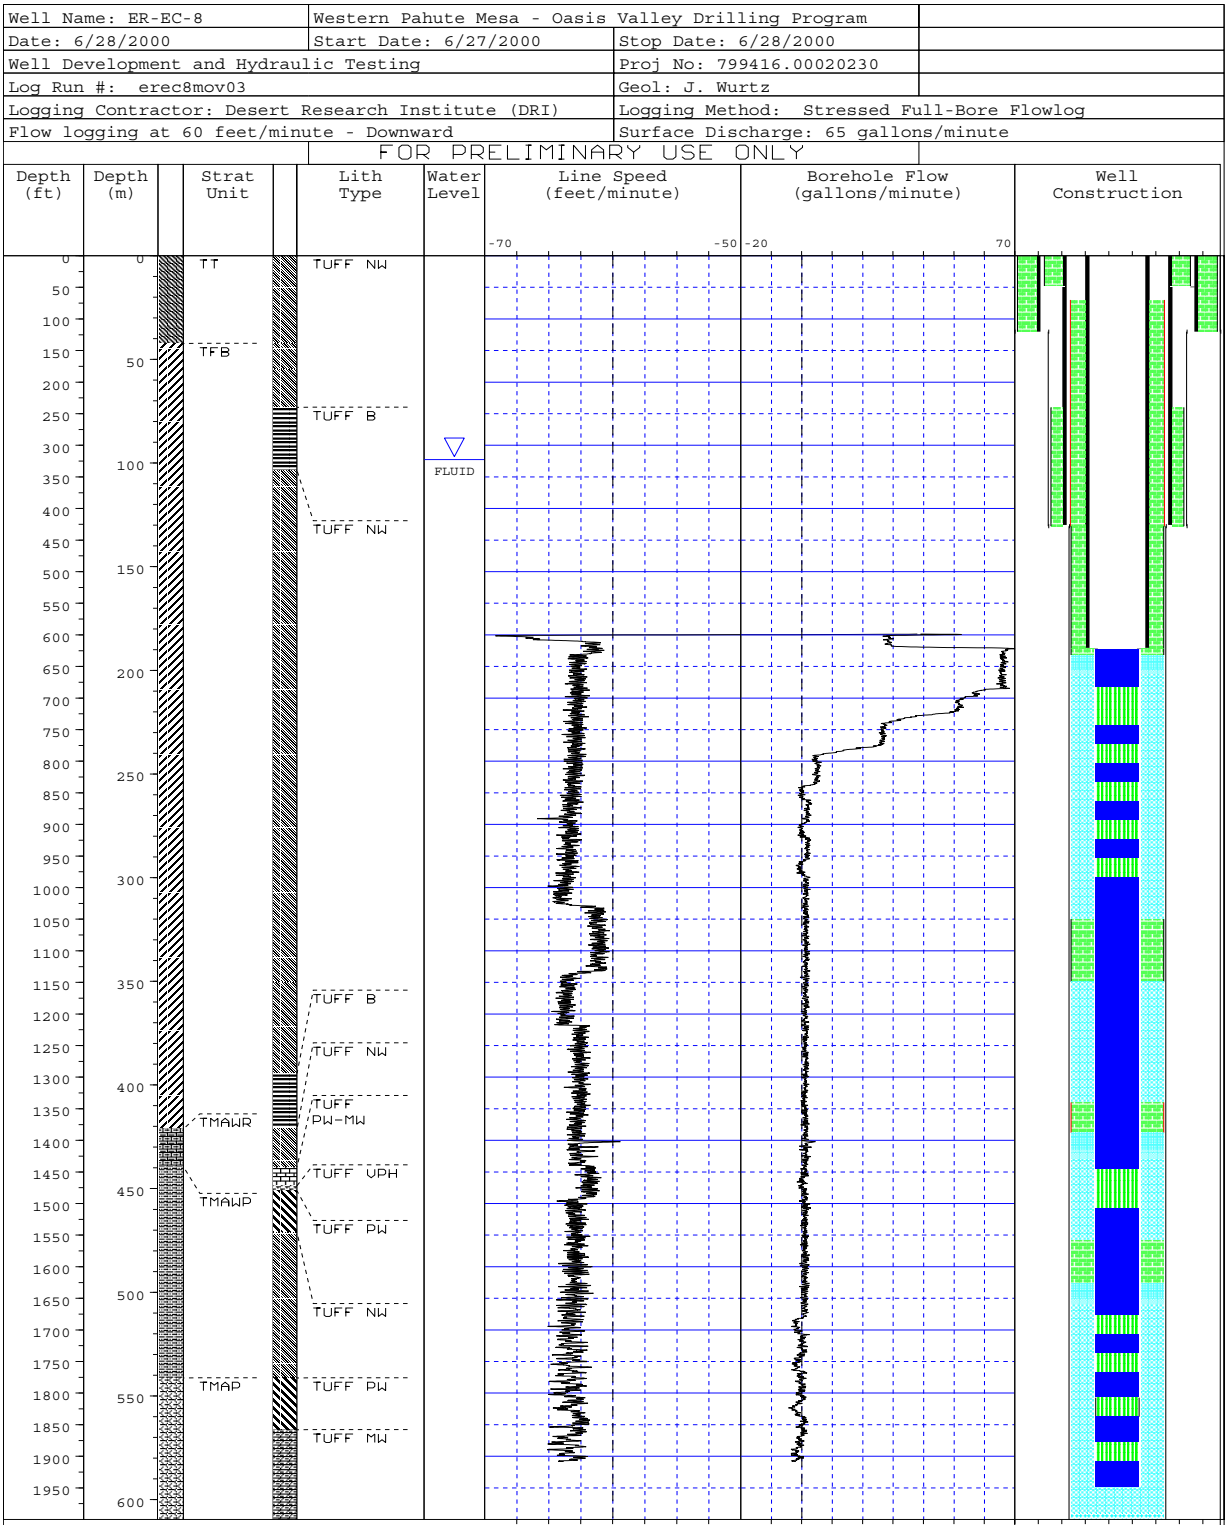 Well Name: ER-EC-8 Western Pahute Mesa - Oasis Valley Drilling Program
Date: 6/28/2000 Start Date: 6/27/2000 Stop Date: 6/28/2000
Well Development and Hydraulic Testing Proj No: 799416.00020230
Log Run #: erec8mov03 Geol: J. Wurtz
Logging Contractor: Desert Research Institute (DRI) Logging Method: Stressed Full-Bore Flowlog
Flow logging at 60 feet/minute - Downward Surface Discharge: 65 gallons/minute
FOR PRELIMINARY USE ONLY
Depth Depth Strat Lith Water Line Speed Borehole Flow Well
(ft) (m) Unit Type Level (feet/minute) (gallons/minute) Construction
-70 -50 -20 70
0 0 TT TUFF NW
50
100
150 50 TFB
200
250 TUFF B
300
100
350 FLUID
400
TUFF NW
450
500 150
550
600
650 200
700
750
800 250
850
900
950
1000 300
1050
1100
1150 350
TUFF B
1200
1250 TUFF NW
1300 400
1350 TUFF
TMAWR PW-MW
1400
1450 TUFF VPH
450 TMAWP
1500
1550 TUFF PW
1600
1650 500
TUFF NW
1700
1750
1800 550 TMAP TUFF PW
1850
TUFF MW
1900
1950 600